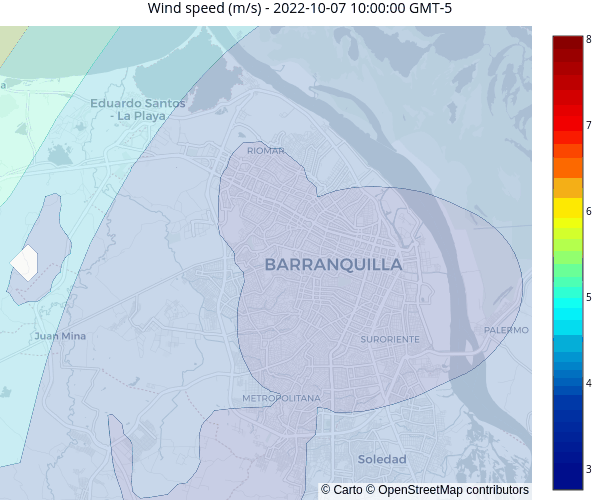 Wind speed (m/s) - 2022-10-07 10:00:00 GMT-5
a
Eduardo Santos
- La Playa
RIOMAR
BARRANQUILLA
Juan Mina
SURORIENTE
PALERMO
METROPOLITANA
Soledad
© Carto © OpenStreetMap contributors
8
7
6
5
4
3